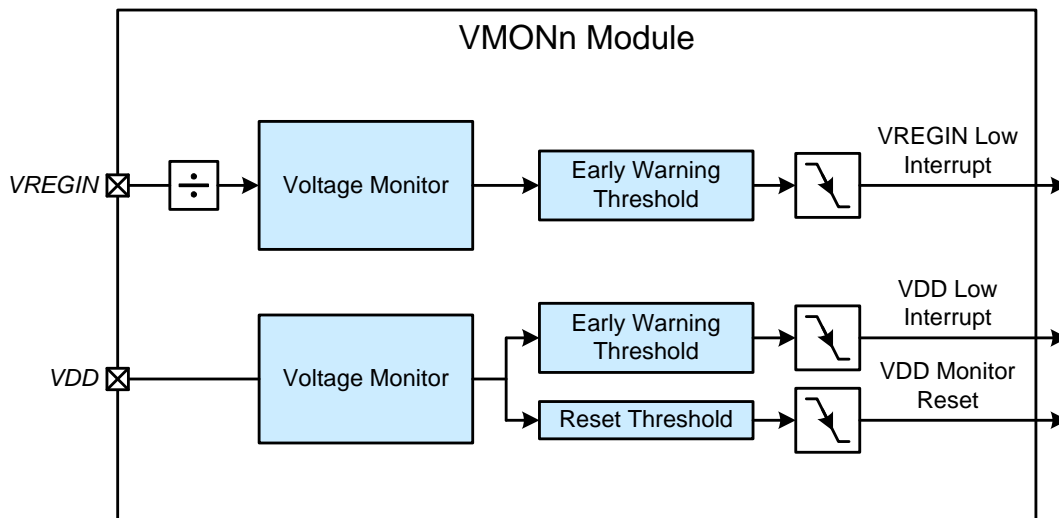 VMONn Module
VREGIN
÷
Voltage Monitor
Early Warning
Threshold
VREGIN Low
Interrupt
VDD
Voltage Monitor
Early Warning
Threshold
VDD Low
Interrupt
Reset Threshold
VDD Monitor
Reset